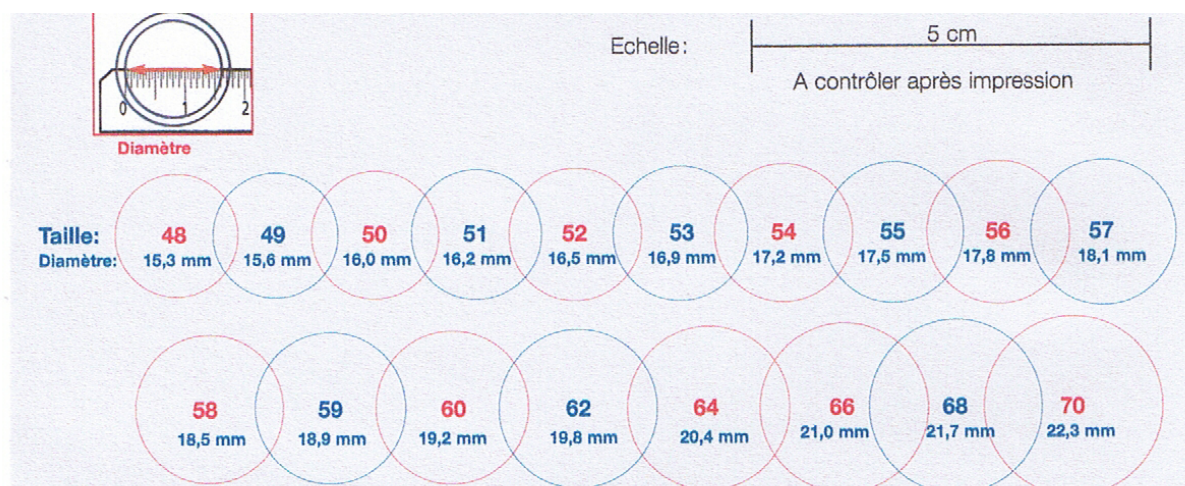 Echelle:
5 cm
A contrôler après impression
0 1 2
Diamètre
Taille: 48 49 50 51 52 53 54 55 56 57
Diamètre: 15,3 mm 15,6 mm 16,0 mm 16,2 mm 16,5 mm 16,9 mm 17,2 mm 17,5 mm 17,8 mm 18,1 mm
58 59 60 62 64 66 68 70
18,5 mm 18,9 mm 19,2 mm 19,8 mm 20,4 mm 21,0 mm 21,7 mm 22,3 mm